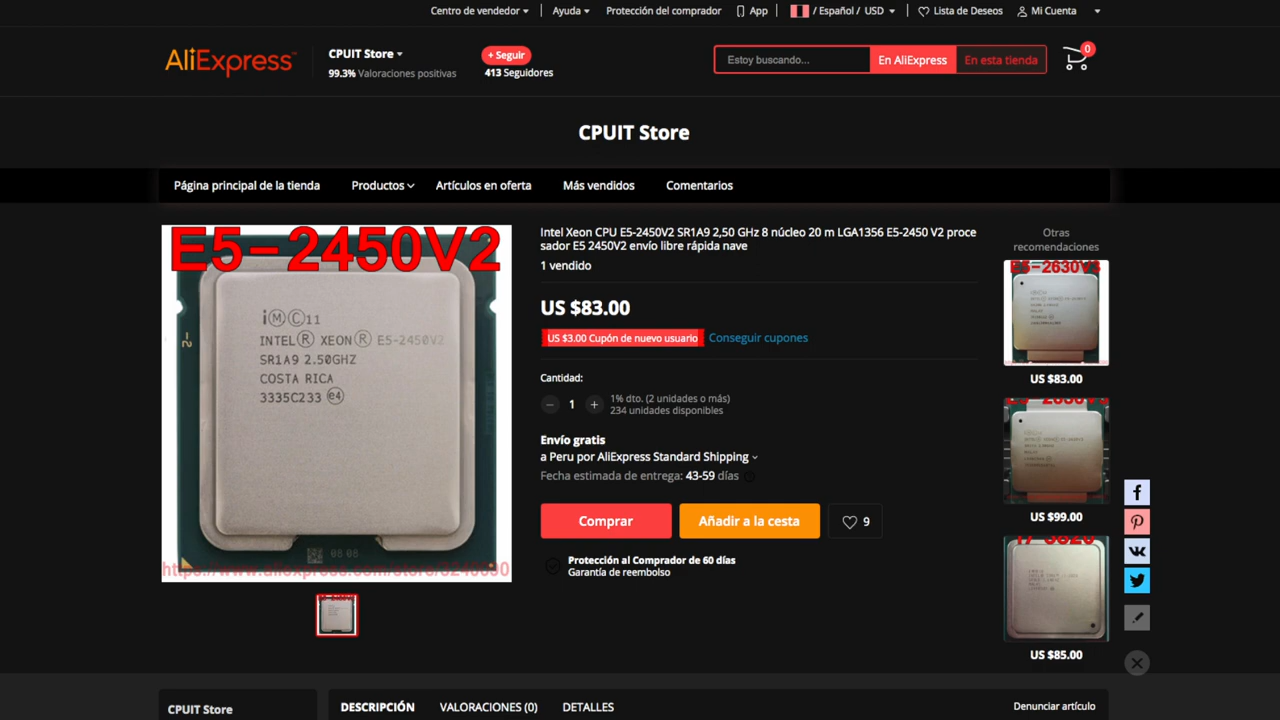 Centro de vendedor
Ayuda
Protección del comprador
App
/ Español / USD
Lista de Deseos
Mi Cuenta
AliExpress™
CPUIT Store
99.3% Valoraciones positivas
+ Seguir
413 Seguidores
Estoy buscando...
En AliExpress
En esta tienda
0
CPUIT Store
Página principal de la tienda
Productos
Artículos en oferta
Más vendidos
Comentarios
E5-2450V2
i Ⓜ Ⓒ 11
INTEL® XEON® E5-2450V2
SR1A9 2.50GHZ
COSTA RICA
3335C233 e4
Intel Xeon CPU E5-2450V2 SR1A9 2,50 GHz 8 núcleo 20 m LGA1356 E5-2450 V2 proce
sador E5 2450V2 envío libre rápida nave
1 vendido
US $83.00
US $3.00 Cupón de nuevo usuario
Conseguir cupones
Cantidad:
− 1 +
1% dto. (2 unidades o más)
234 unidades disponibles
Envío gratis
a Peru por AliExpress Standard Shipping
Fecha estimada de entrega: 43-59 días
Comprar
Añadir a la cesta
9
Protección al Comprador de 60 días
Garantía de reembolso
Otras
recomendaciones
E5-2630V3
US $83.00
US $99.00
i7 3820
US $85.00
CPUIT Store
DESCRIPCIÓN
VALORACIONES (0)
DETALLES
Denunciar artículo